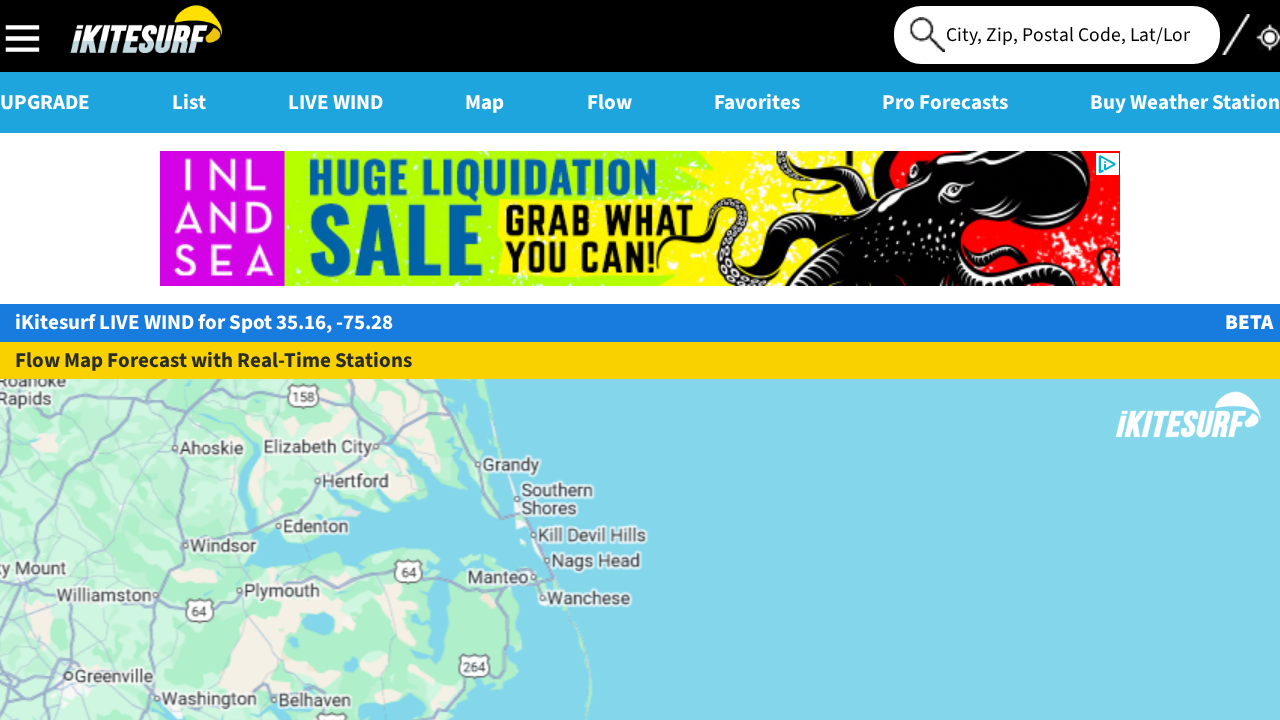 iKITESURF
City, Zip, Postal Code, Lat/Lor
UPGRADE List LIVE WIND Map Flow Favorites Pro Forecasts Buy Weather Station
INL
AND
SEA
HUGE LIQUIDATION
SALE
GRAB WHAT
YOU CAN!
iKitesurf LIVE WIND for Spot 35.16, -75.28 BETA
Flow Map Forecast with Real-Time Stations
Roanoke
Rapids
158
iKITESURF
Ahoskie
Elizabeth City
Grandy
Hertford
Southern
Shores
Edenton
Kill Devil Hills
Windsor
Nags Head
y Mount
64
Manteo
Williamston
Plymouth
Wanchese
64
264
Greenville
Washington
Belhaven